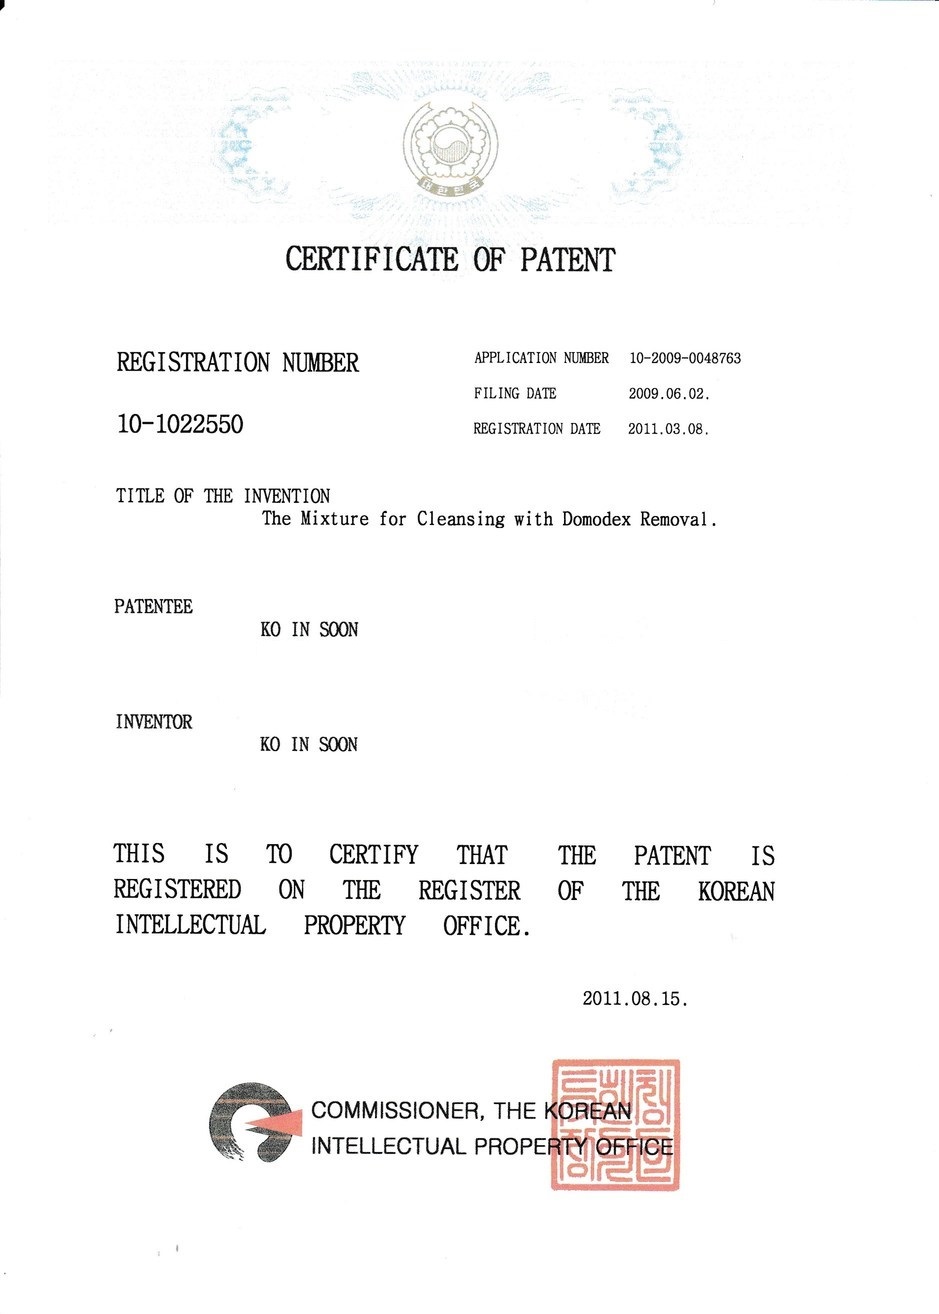 대한민국
CERTIFICATE OF PATENT
REGISTRATION NUMBER
10-1022550
APPLICATION NUMBER 10-2009-0048763
FILING DATE 2009.06.02.
REGISTRATION DATE 2011.03.08.
TITLE OF THE INVENTION
The Mixture for Cleansing with Domodex Removal.
PATENTEE
KO IN SOON
INVENTOR
KO IN SOON
THIS IS TO CERTIFY THAT THE PATENT IS
REGISTERED ON THE REGISTER OF THE KOREAN
INTELLECTUAL PROPERTY OFFICE.
2011.08.15.
COMMISSIONER, THE KOREAN
INTELLECTUAL PROPERTY OFFICE